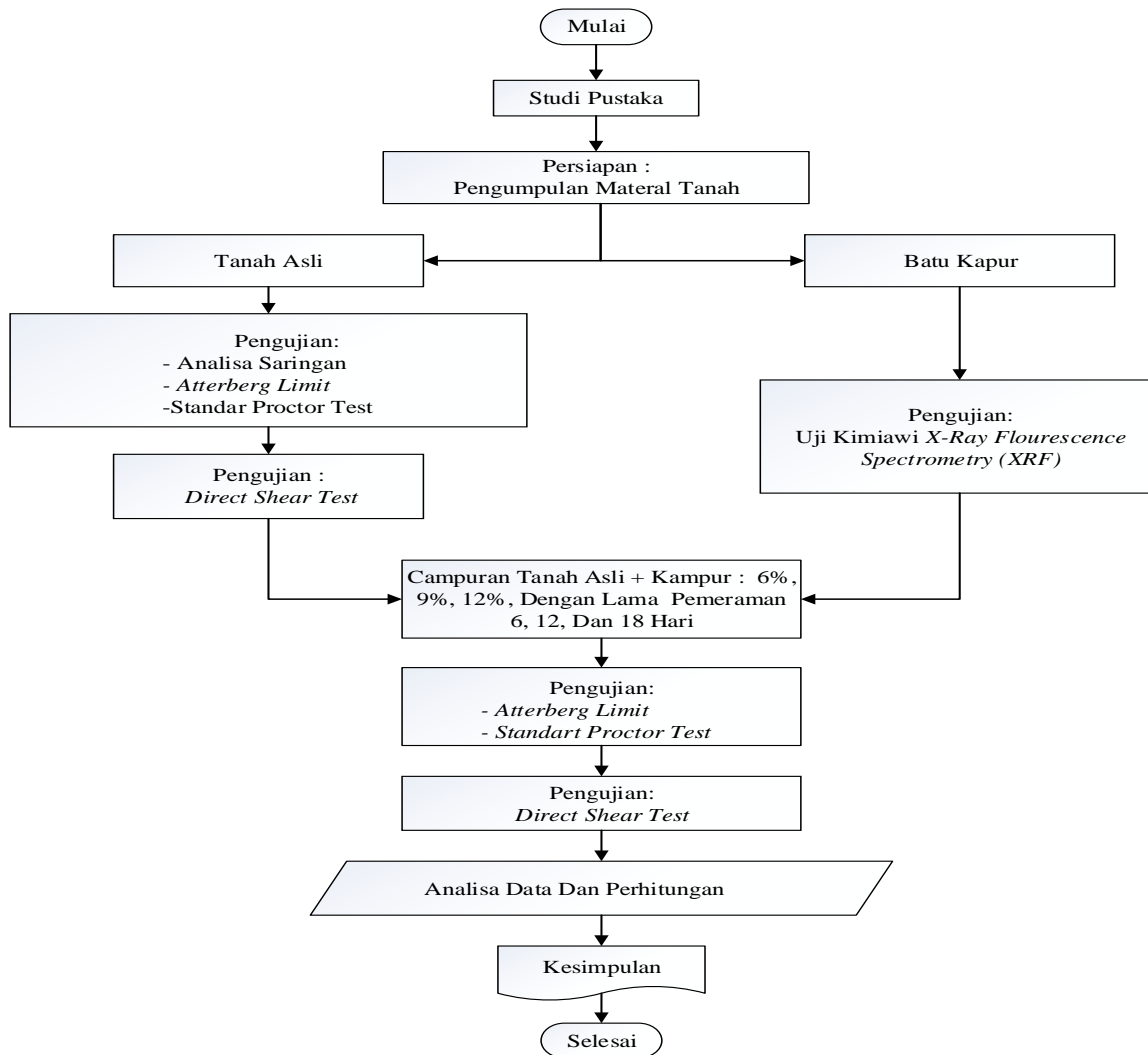 Mulai
Studi Pustaka
Persiapan :
Pengumpulan Materal Tanah
Tanah Asli
Batu Kapur
Pengujian:
- Analisa Saringan
- Atterberg Limit
-Standar Proctor Test
Pengujian:
Uji Kimiawi X-Ray Flourescence
Spectrometry (XRF)
Pengujian :
Direct Shear Test
Campuran Tanah Asli + Kampur : 6%,
9%, 12%, Dengan Lama Pemeraman
6, 12, Dan 18 Hari
Pengujian:
- Atterberg Limit
- Standart Proctor Test
Pengujian:
Direct Shear Test
Analisa Data Dan Perhitungan
Kesimpulan
Selesai